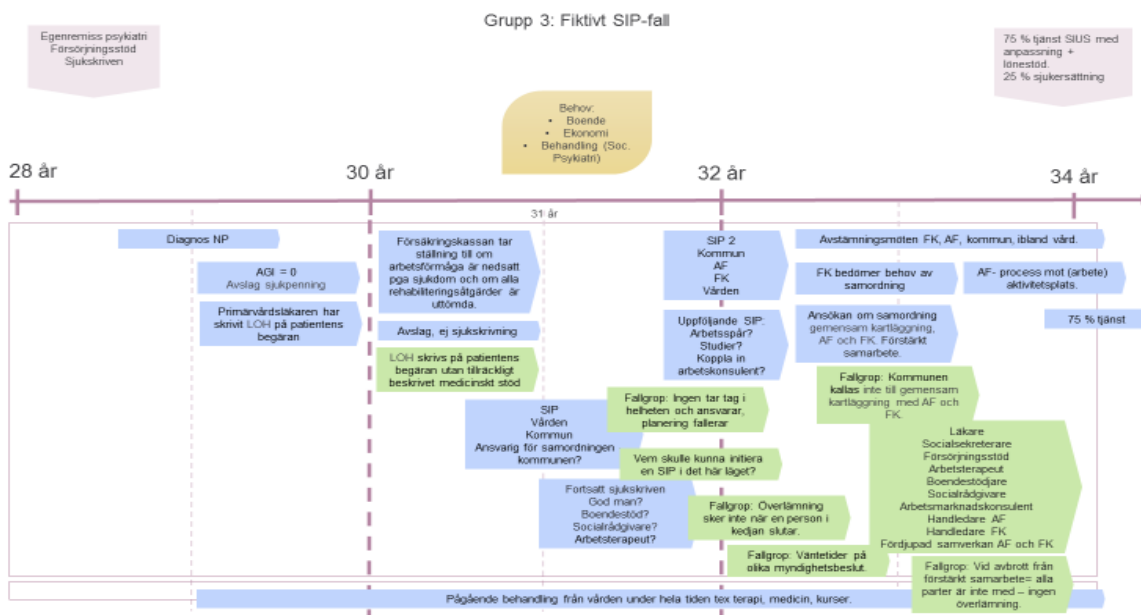 Grupp 3: Fiktivt SIP-fall
Egenremiss psykiatri
Försörjningsstöd
Sjukskriven
75 % tjänst SIUS med
anpassning +
lönestöd.
25 % sjukersättning
Behov:
• Boende
• Ekonomi
• Behandling (Soc.
Psykiatri)
28 år
30 år
32 år
34 år
31 år
Diagnos NP
AGI = 0
Avslag sjukpenning
Primärvårdsläkaren har
skrivit LOH på patientens
begäran
Försäkringskassan tar
ställning till om
arbetsförmåga är nedsatt
pga sjukdom och om alla
rehabiliteringsåtgärder är
uttömda.
Avslag, ej sjukskrivning
LOH skrivs på patientens
begäran utan tillräckligt
beskrivet medicinskt stöd
SIP
Vården
Kommun
Ansvarig för samordningen
kommunen?
Fortsatt sjukskriven
God man?
Boendestöd?
Socialrådgivare?
Arbetsterapeut?
SIP 2
Kommun
AF
FK
Vården
Uppföljande SIP:
Arbetsspår?
Studier?
Koppla in
arbetskonsulent?
Fallgrop: Ingen tar tag i
helheten och ansvarar,
planering fallerar
Vem skulle kunna initiera
en SIP i det här läget?
Fallgrop: Överlämning
sker inte när en person i
kedjan slutar.
Fallgrop: Väntetider på
olika myndighetsbeslut.
Avstämningsmöten FK, AF, kommun, ibland vård.
FK bedömer behov av
samordning
AF- process mot (arbete)
aktivitetsplats.
Ansökan om samordning
gemensam kartläggning,
AF och FK. Förstärkt
samarbete.
75 % tjänst
Fallgrop: Kommunen
kallas inte till gemensam
kartläggning med AF och
FK.
Läkare
Socialsekreterare
Försörjningsstöd
Arbetsterapeut
Boendestödjare
Socialrådgivare
Arbetsmarknadskonsulent
Handledare AF
Handledare FK
Fördjupad samverkan AF och FK
Fallgrop: Vid avbrott från
förstärkt samarbete= alla
parter är inte med – ingen
överlämning.
Pågående behandling från vården under hela tiden tex terapi, medicin, kurser.